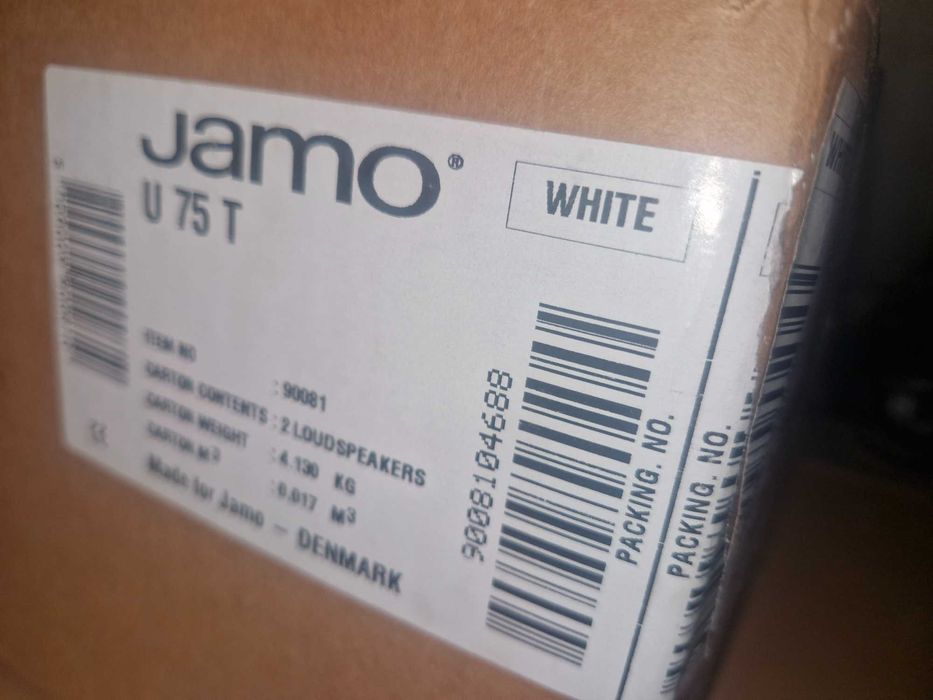 Jamo®
U 75 T
WHITE
ITEM NO : 90081
CARTON CONTENTS : 2 LOUDSPEAKERS
CARTON WEIGHT : 4.130 KG
CARTON M³ : 0.017 M³
Made for Jamo – DENMARK
9008104688
PACKING. NO.
PACKING. NO.